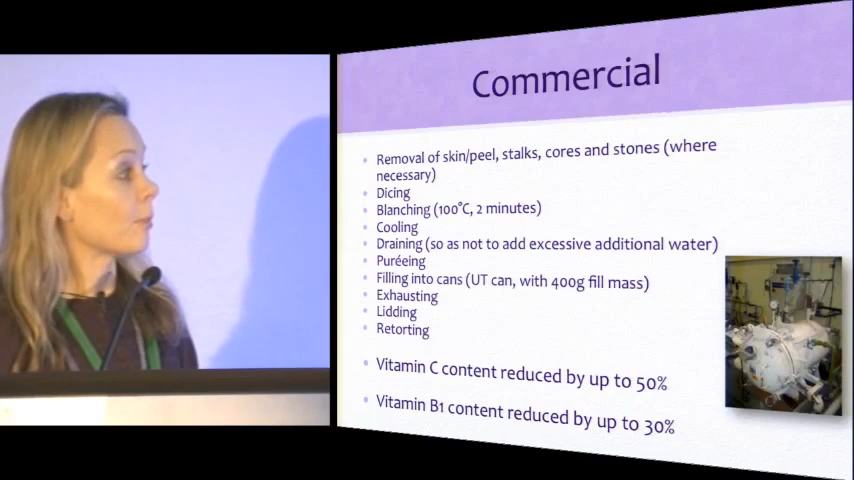 Commercial
Removal of skin/peel, stalks, cores and stones (where
necessary)
Dicing
Blanching (100°C, 2 minutes)
Cooling
Draining (so as not to add excessive additional water)
Puréeing
Filling into cans (UT can, with 400g fill mass)
Exhausting
Lidding
Retorting
Vitamin C content reduced by up to 50%
Vitamin B1 content reduced by up to 30%